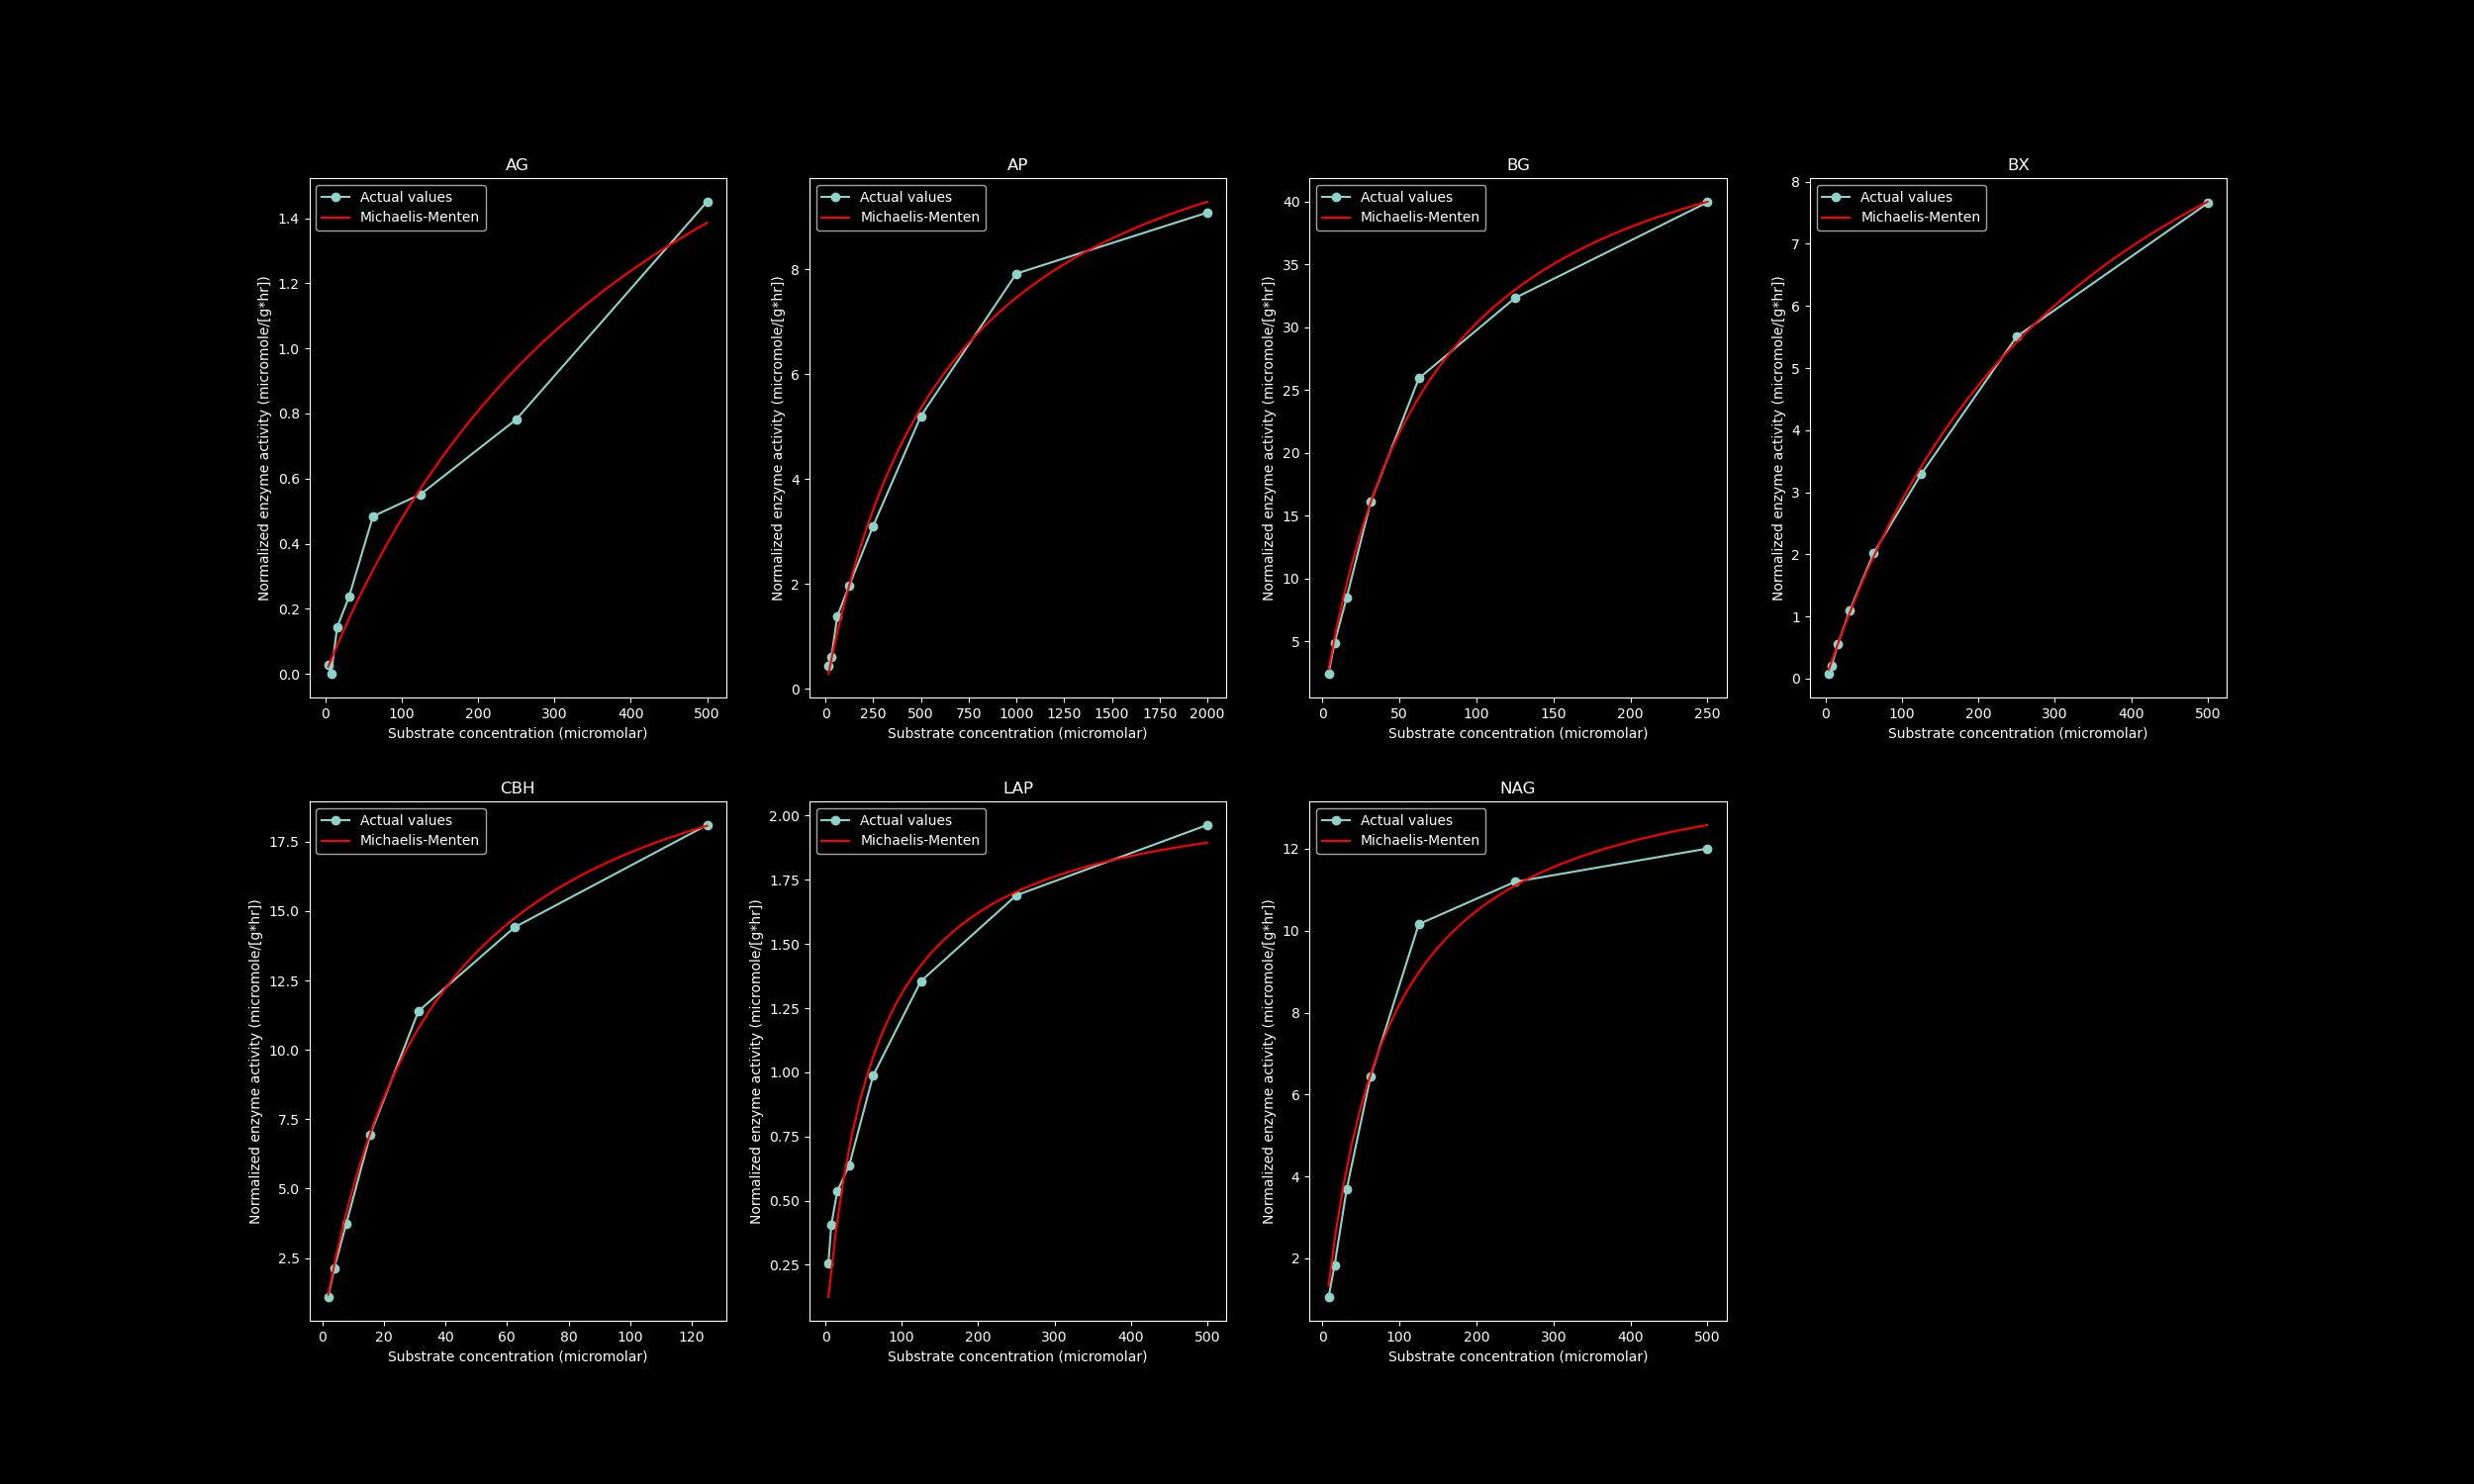 AG
Actual values
Michaelis-Menten
Normalized enzyme activity (micromole/[g*hr])
1.4
1.2
1.0
0.8
0.6
0.4
0.2
0.0
0 100 200 300 400 500
Substrate concentration (micromolar)
AP
Actual values
Michaelis-Menten
Normalized enzyme activity (micromole/[g*hr])
8
6
4
2
0
0 250 500 750 1000 1250 1500 1750 2000
Substrate concentration (micromolar)
BG
Actual values
Michaelis-Menten
Normalized enzyme activity (micromole/[g*hr])
40
35
30
25
20
15
10
5
0 50 100 150 200 250
Substrate concentration (micromolar)
BX
Actual values
Michaelis-Menten
Normalized enzyme activity (micromole/[g*hr])
8
7
6
5
4
3
2
1
0
0 100 200 300 400 500
Substrate concentration (micromolar)
CBH
Actual values
Michaelis-Menten
Normalized enzyme activity (micromole/[g*hr])
17.5
15.0
12.5
10.0
7.5
5.0
2.5
0 20 40 60 80 100 120
Substrate concentration (micromolar)
LAP
Actual values
Michaelis-Menten
Normalized enzyme activity (micromole/[g*hr])
2.00
1.75
1.50
1.25
1.00
0.75
0.50
0.25
0 100 200 300 400 500
Substrate concentration (micromolar)
NAG
Actual values
Michaelis-Menten
Normalized enzyme activity (micromole/[g*hr])
12
10
8
6
4
2
0 100 200 300 400 500
Substrate concentration (micromolar)